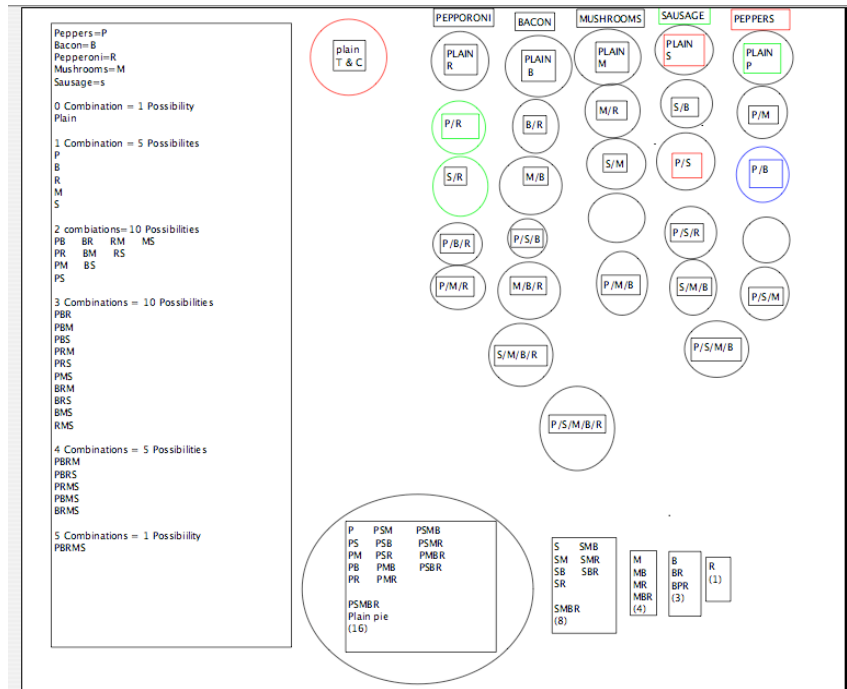 Peppers=P
Bacon=B
Pepperoni=R
Mushrooms=M
Sausage=s
0 Combination = 1 Possibility
Plain
1 Combination = 5 Possibilites
P
B
R
M
S
2 combiations=10 Possibilities
PB BR RM MS
PR BM RS
PM BS
PS
3 Combinations = 10 Possibilities
PBR
PBM
PBS
PRM
PRS
PMS
BRM
BRS
BMS
RMS
4 Combinations = 5 Possibilities
PBRM
PBRS
PRMS
PBMS
BRMS
5 Combinations = 1 Possibiility
PBRMS
plain
T & C
PEPPORONI BACON MUSHROOMS SAUSAGE PEPPERS
PLAIN
R
PLAIN
B
PLAIN
M
PLAIN
S
PLAIN
P
P/R B/R M/R S/B P/M
S/R M/B S/M P/S P/B
P/B/R P/S/B P/S/R
P/M/R M/B/R P/M/B S/M/B P/S/M
S/M/B/R P/S/M/B
P/S/M/B/R
P PSM PSMB
PS PSB PSMR
PM PSR PMBR
PB PMB PSBR
PR PMR
PSMBR
Plain pie
(16)
S SMB
SM SMR
SB SBR
SR
SMBR
(8)
M
MB
MR
MBR
(4)
B
BR
BPR
(3)
R
(1)